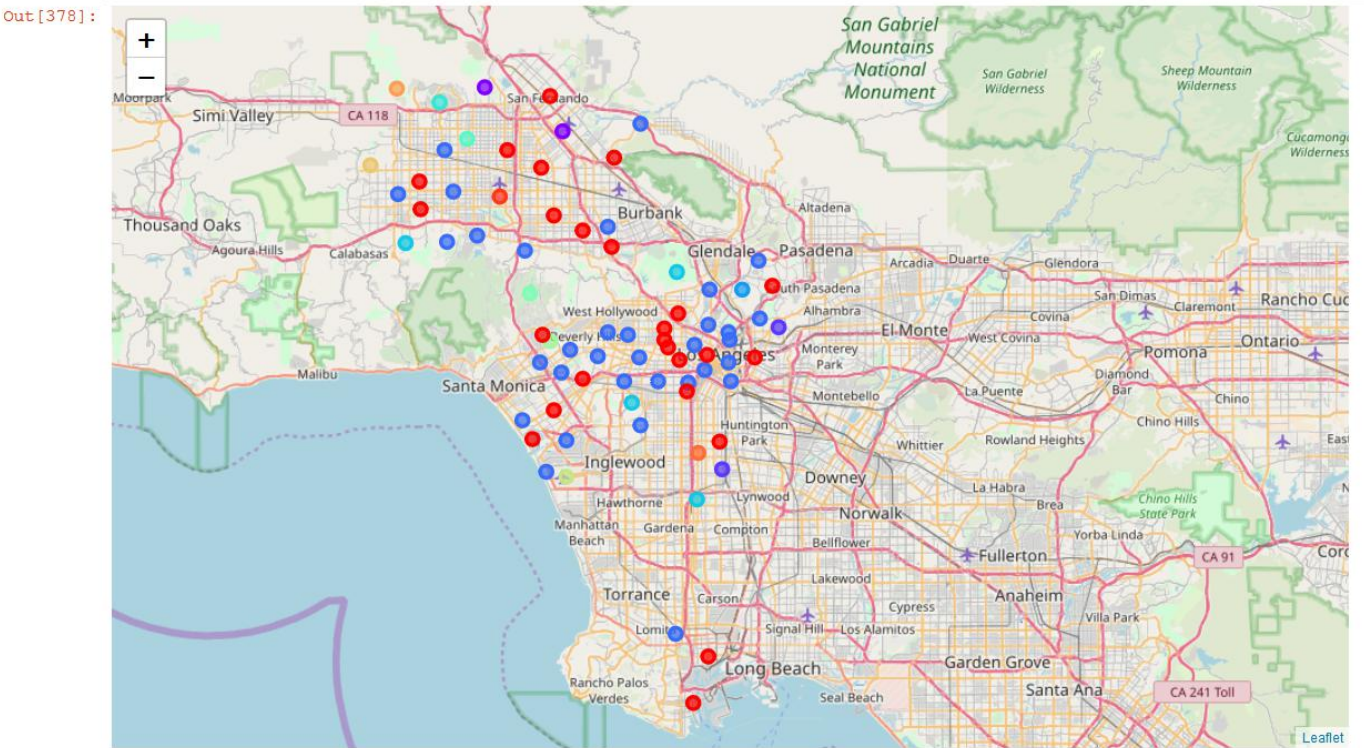 Out[378]:
+
−
San Gabriel
Mountains
National
Monument
San Gabriel
Wilderness
Sheep Mountain
Wilderness
Cucamonga
Wilderness
Moorpark
Simi Valley
CA 118
San Fernando
Thousand Oaks
Agoura Hills
Calabasas
Burbank
Altadena
Glendale
Pasadena
Arcadia
Duarte
Glendora
South Pasadena
San Dimas
Claremont
Rancho Cuc
West Hollywood
Alhambra
Covina
Beverly Hills
El Monte
West Covina
Ontario
Los Angeles
Monterey
Park
Pomona
Malibu
Santa Monica
Diamond
Bar
Montebello
La Puente
Chino
Huntington
Park
Whittier
Rowland Heights
Chino Hills
East
Inglewood
Downey
La Habra
Hawthorne
Lynwood
Norwalk
Brea
Chino Hills
State Park
N
Manhattan
Beach
Gardena
Compton
Bellflower
Yorba Linda
Fullerton
CA 91
Coro
Torrance
Carson
Lakewood
Cypress
Anaheim
Villa Park
Lomita
Signal Hill
Los Alamitos
Long Beach
Garden Grove
Rancho Palos
Verdes
Seal Beach
Santa Ana
CA 241 Toll
Leaflet